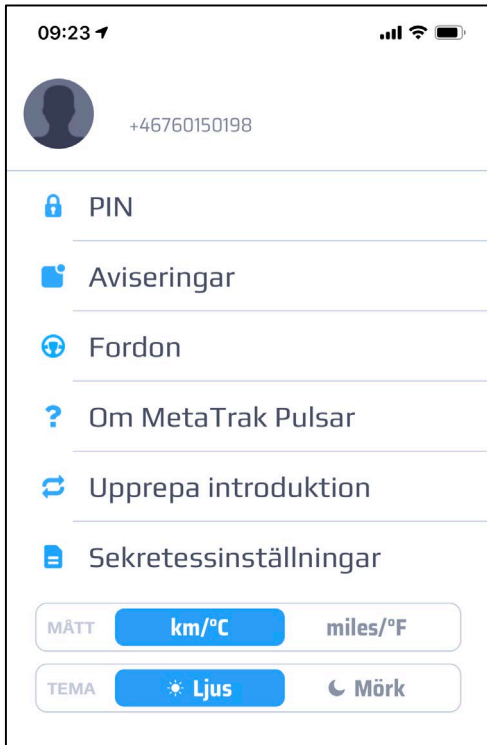 09:23
+46760150198
PIN
Aviseringar
Fordon
Om MetaTrak Pulsar
Upprepa introduktion
Sekretessinställningar
MÅTT km/°C miles/°F
TEMA Ljus Mörk